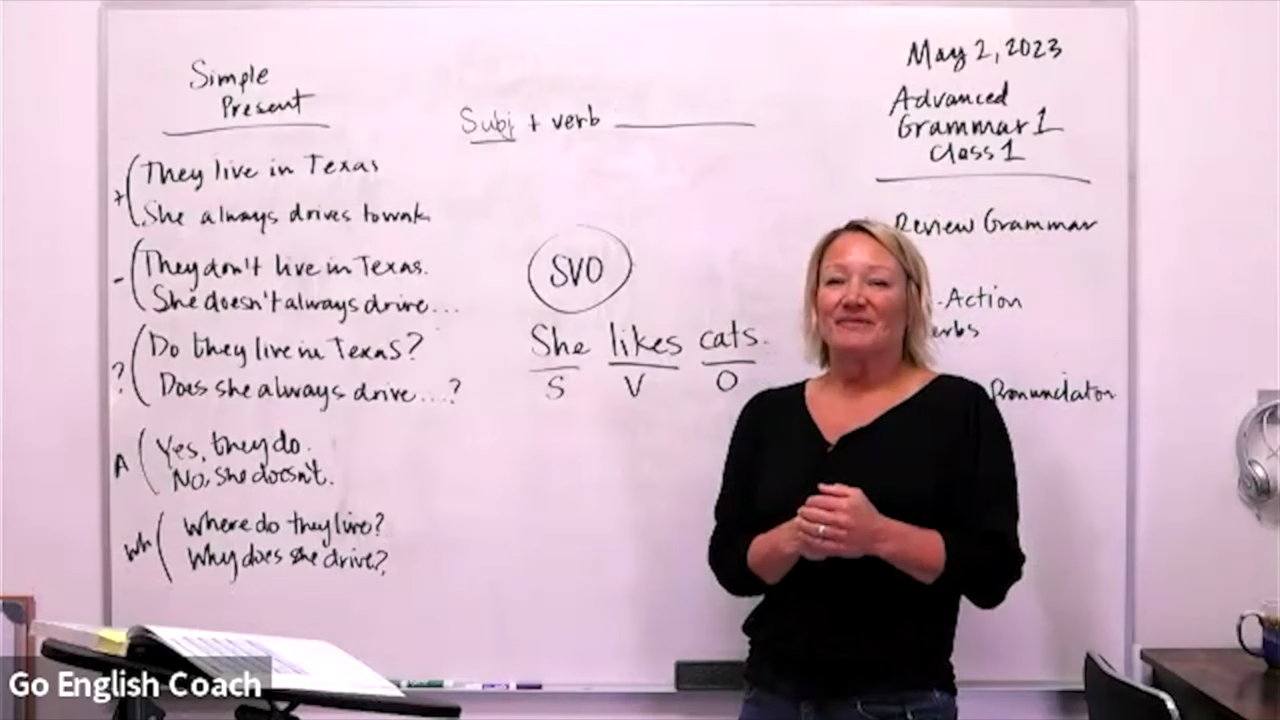 Simple
Present
+
They live in Texas
She always drives to work
-
They don't live in Texas.
She doesn't always drive...
?
Do they live in Texas?
Does she always drive....?
A
Yes, they do.
No, she doesn't.
Wh
Where do they live?
Why does she drive?
Subj + verb
SVO
She likes cats.
S V O
May 2, 2023
Advanced
Grammar 1
Class 1
Review Grammar
-Action
erbs
Go English Coach